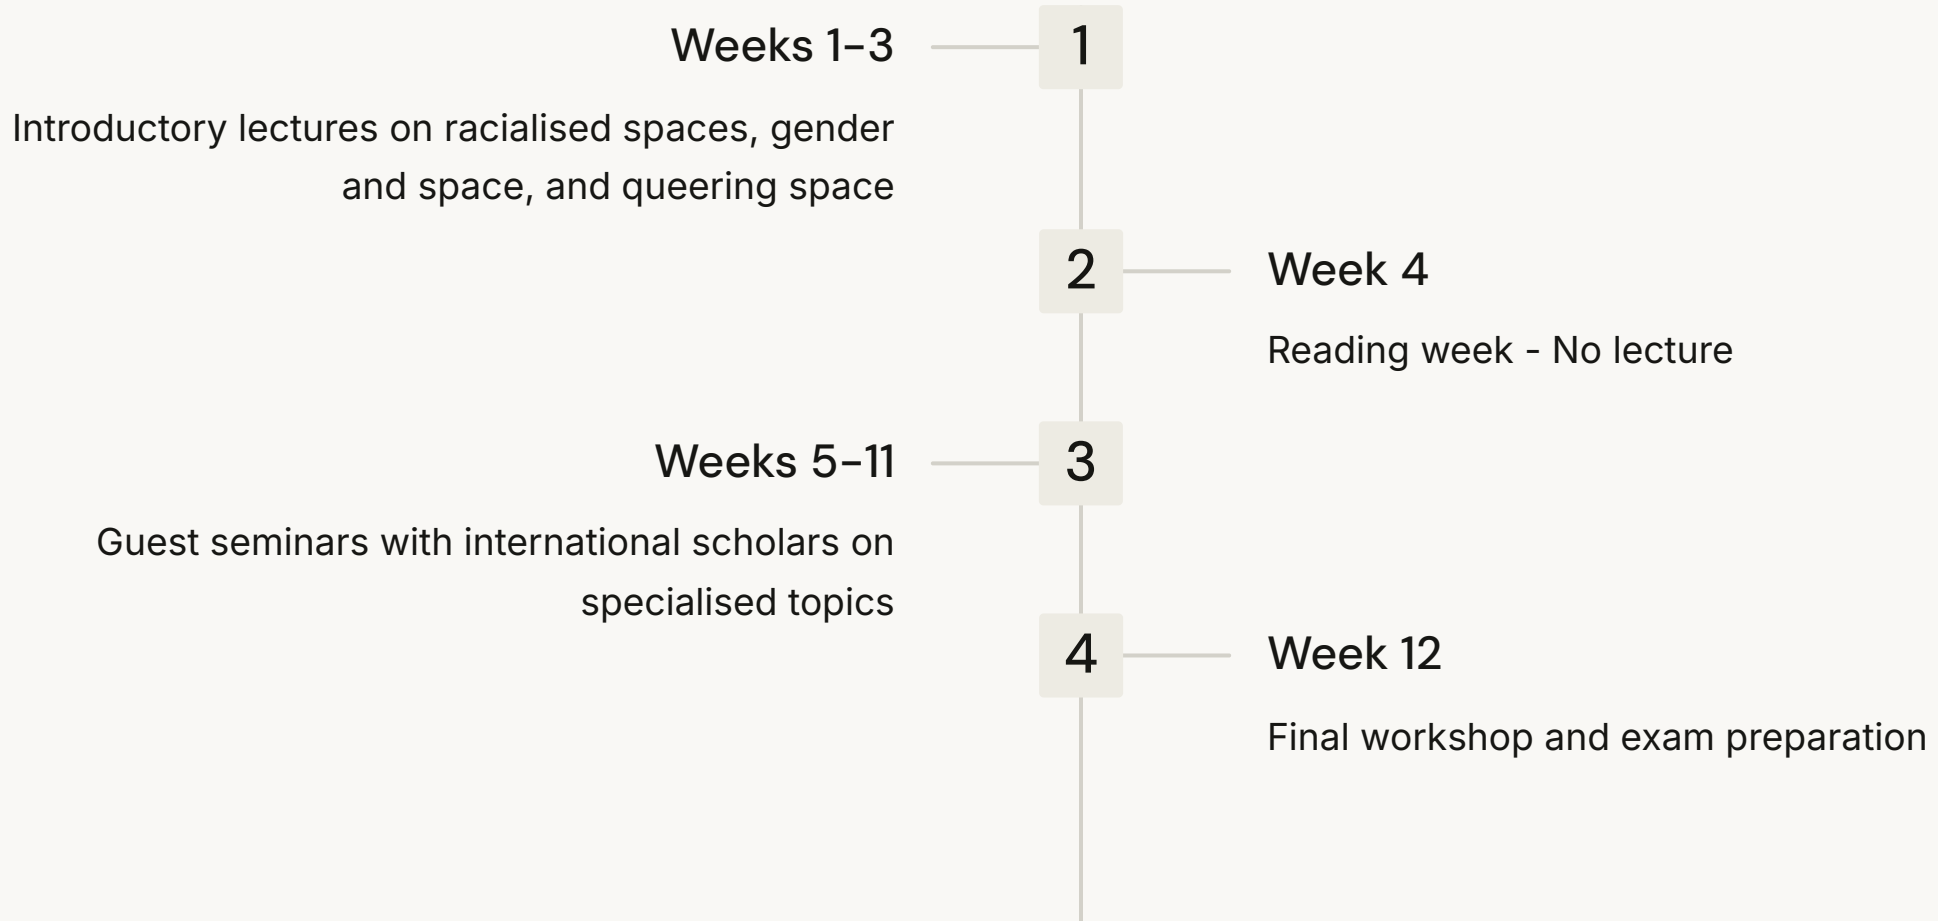 Weeks 1–3
1
Introductory lectures on racialised spaces, gender
and space, and queering space
2
Week 4
Reading week - No lecture
Weeks 5–11
3
Guest seminars with international scholars on
specialised topics
4
Week 12
Final workshop and exam preparation